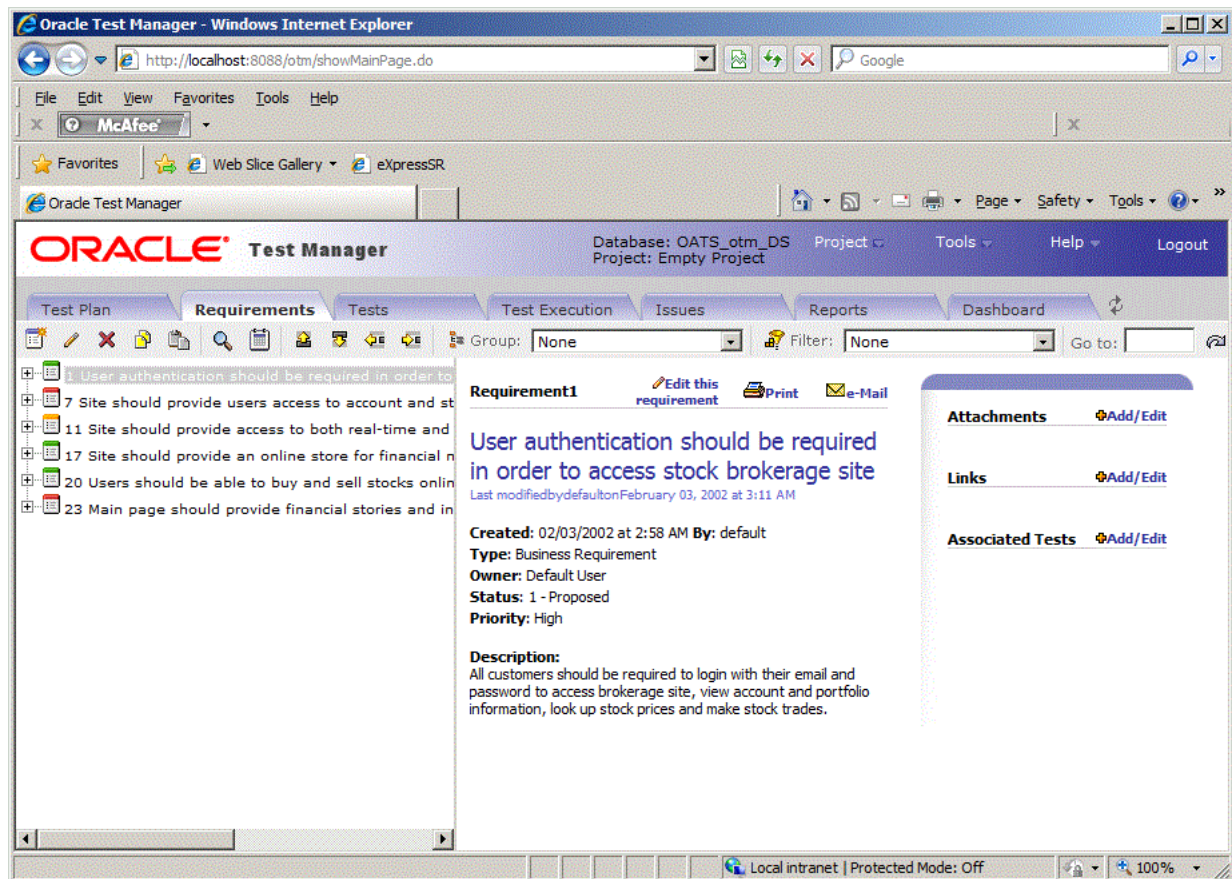 Oracle Test Manager - Windows Internet Explorer
http://localhost:8088/otm/showMainPage.do
Google
File Edit View Favorites Tools Help
McAfee
Favorites Web Slice Gallery eXpressSR
Oracle Test Manager
Page Safety Tools
ORACLE Test Manager
Database: OATS_otm_DS
Project: Empty Project
Project Tools Help Logout
Test Plan Requirements Tests Test Execution Issues Reports Dashboard
Group: None Filter: None Go to:
1 User authentication should be required in order to
7 Site should provide users access to account and st
11 Site should provide access to both real-time and
17 Site should provide an online store for financial n
20 Users should be able to buy and sell stocks onlin
23 Main page should provide financial stories and in
Requirement1 Edit this requirement Print e-Mail
User authentication should be required
in order to access stock brokerage site
Last modifiedbydefaultonFebruary 03, 2002 at 3:11 AM
Created: 02/03/2002 at 2:58 AM By: default
Type: Business Requirement
Owner: Default User
Status: 1 - Proposed
Priority: High
Description:
All customers should be required to login with their email and
password to access brokerage site, view account and portfolio
information, look up stock prices and make stock trades.
Attachments Add/Edit
Links Add/Edit
Associated Tests Add/Edit
Local intranet | Protected Mode: Off
100%